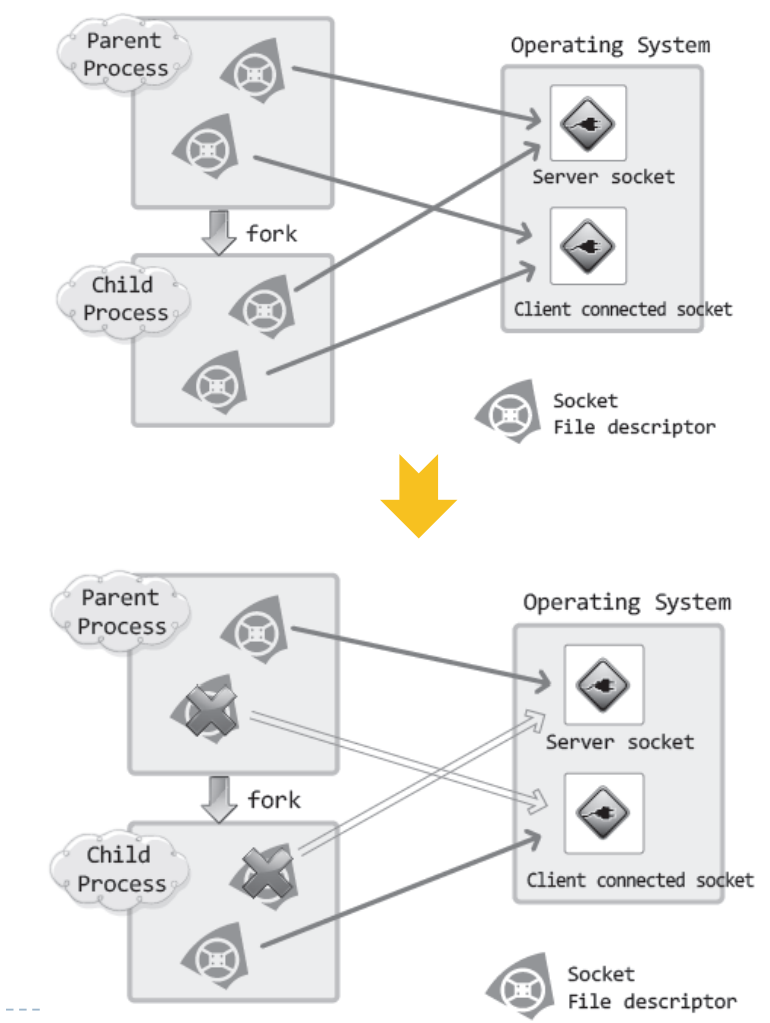 Parent
Process
Operating System
Server socket
fork
Child
Process
Client connected socket
Socket
File descriptor
Parent
Process
Operating System
Server socket
fork
Child
Process
Client connected socket
Socket
File descriptor